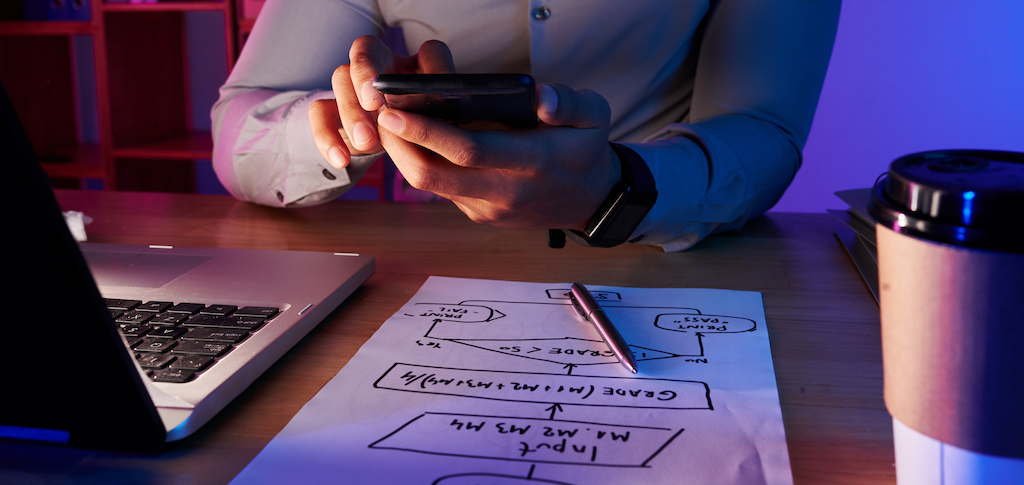 Input
M1. M2 M3 M4
GRADE (M1+M2+M3+M4)/4
No
GRADE < 50
Yes
PRINT
"PASS"
PRINT
"FAIL"